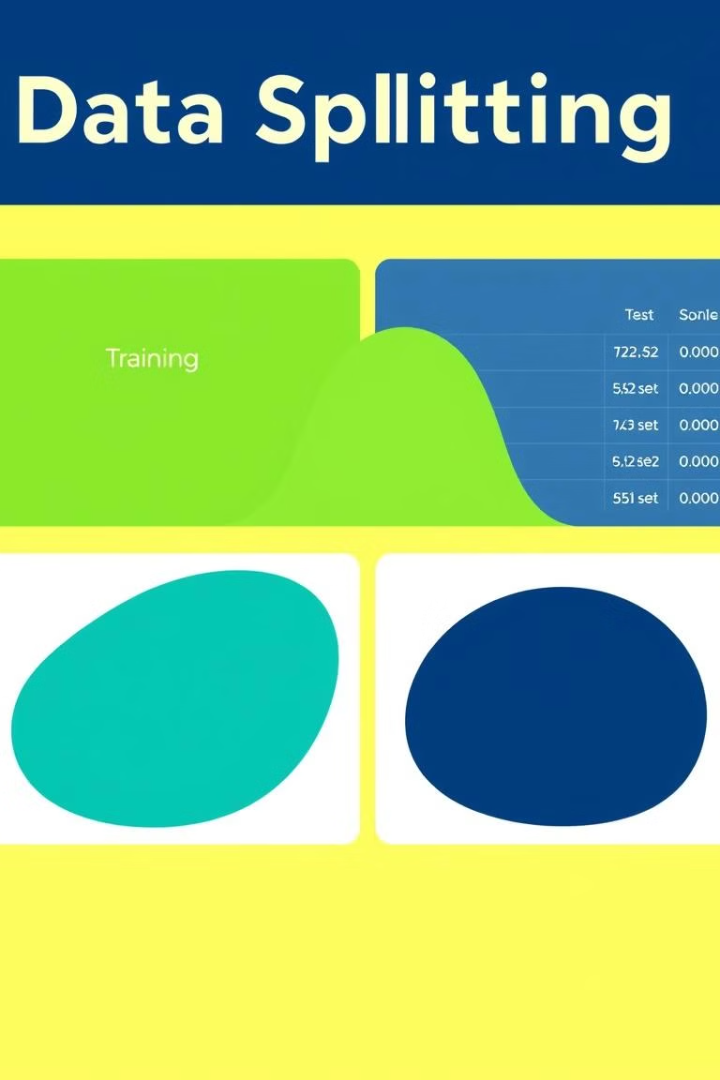 Data Spllitting
Training
Test Sonle
722.52 0.000
5.52 set 0,000
7.43 set 0.000
5.12 se2 0.000
551 set 0,000